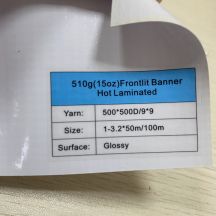 510g(15oz)Frontlit Banner
Hot Laminated
Yarn: 500*500D/9*9
Size: 1-3.2*50m/100m
Surface: Glossy